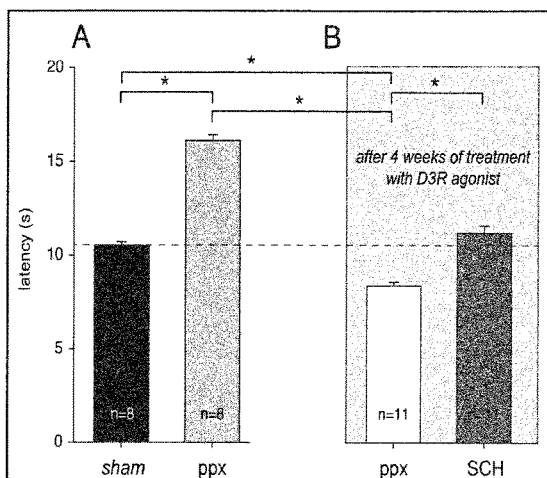 A
B
20
15
10
5
0
latency (s)
*
*
*
*
after 4 weeks of treatment
with D3R agonist
n=8
n=8
n=11
sham
ppx
ppx
SCH